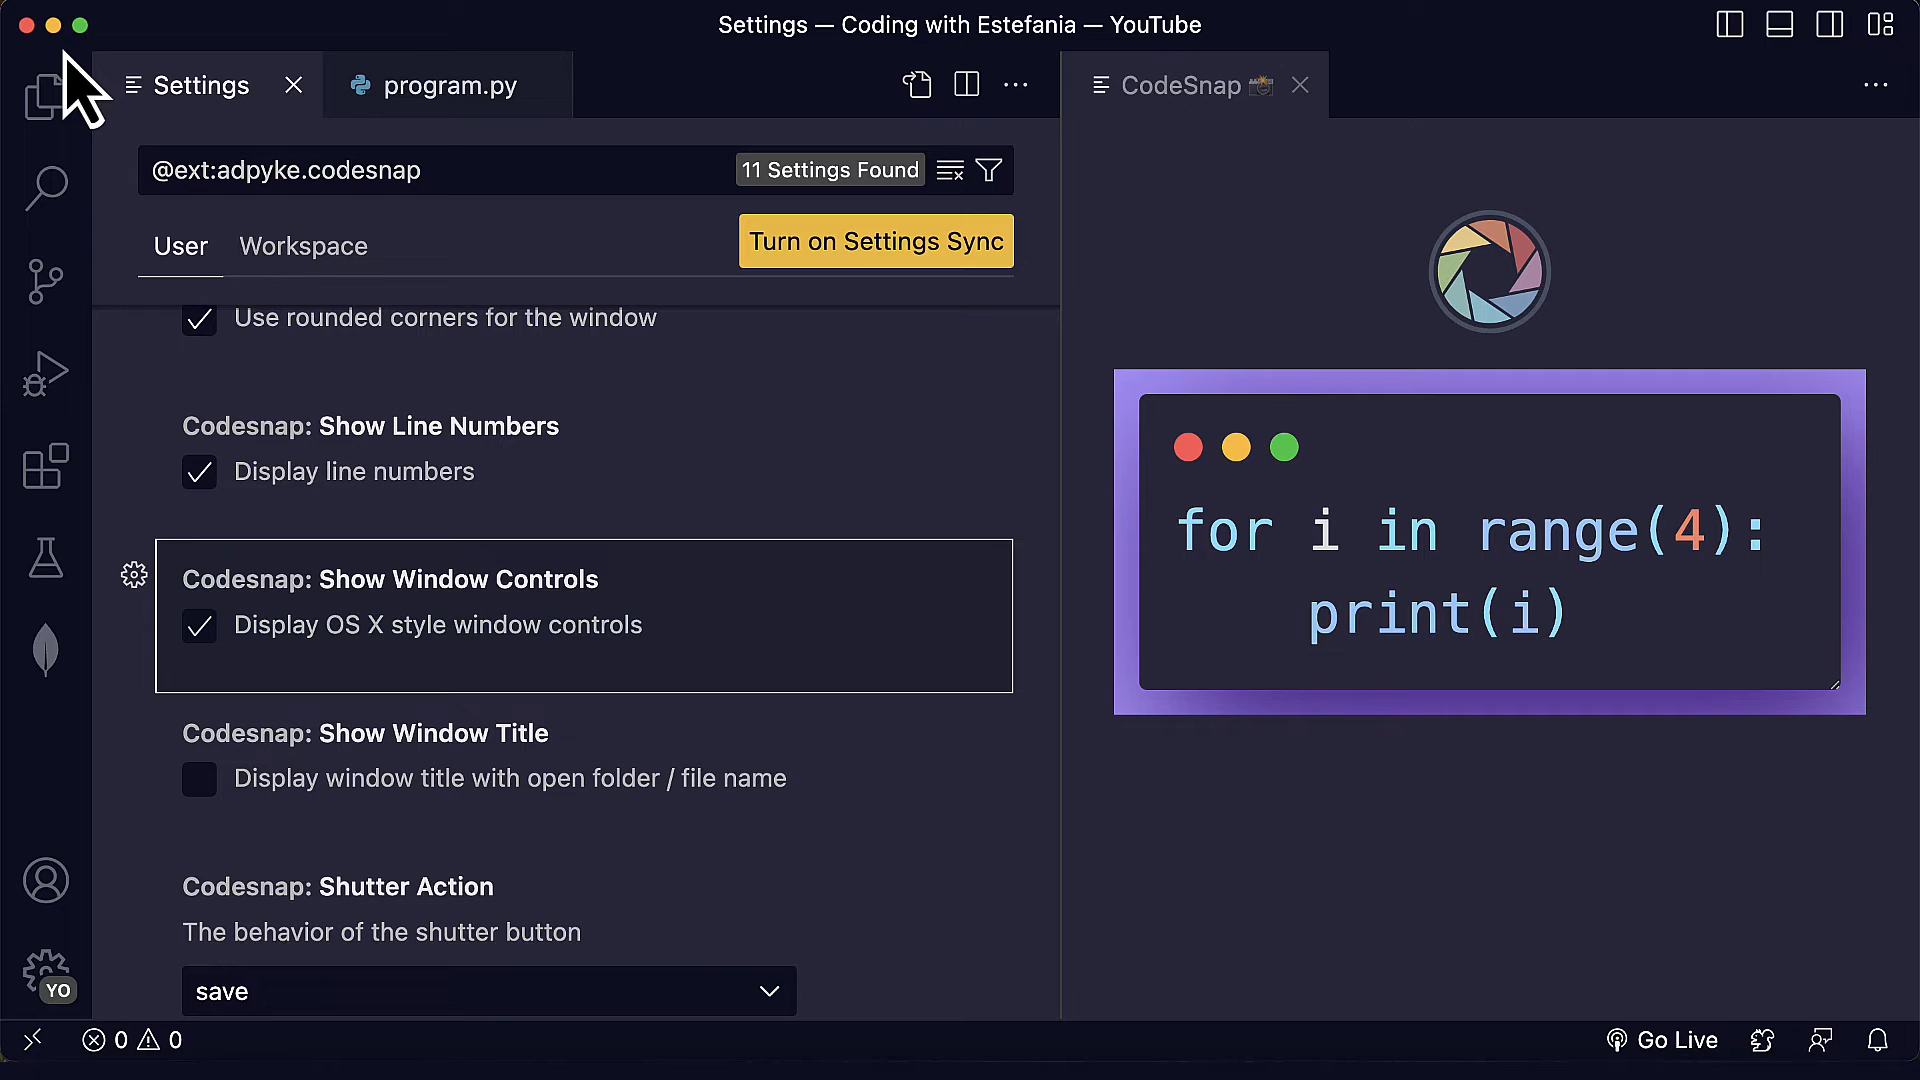 Settings — Coding with Estefania — YouTube
Settings
program.py
CodeSnap 📸
@ext:adpyke.codesnap
11 Settings Found
User
Workspace
Turn on Settings Sync
Use rounded corners for the window
Codesnap: Show Line Numbers
Display line numbers
Codesnap: Show Window Controls
Display OS X style window controls
Codesnap: Show Window Title
Display window title with open folder / file name
Codesnap: Shutter Action
The behavior of the shutter button
save
for i in range(4):
    print(i)
YO
0
0
Go Live